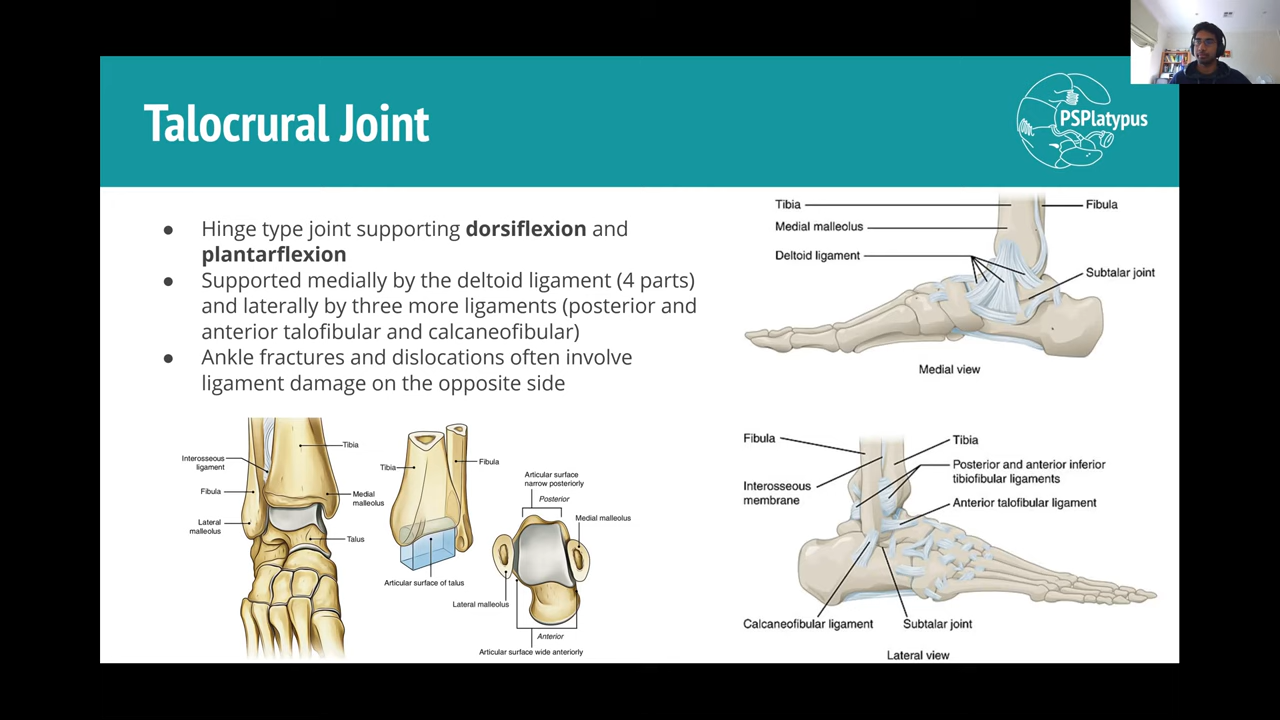 Talocrural Joint
PSPlatypus
● Hinge type joint supporting dorsiflexion and
plantarflexion
● Supported medially by the deltoid ligament (4 parts)
and laterally by three more ligaments (posterior and
anterior talofibular and calcaneofibular)
● Ankle fractures and dislocations often involve
ligament damage on the opposite side
Tibia
Fibula
Medial malleolus
Deltoid ligament
Subtalar joint
Medial view
Tibia
Interosseous
ligament
Fibula
Medial
malleolus
Lateral
malleolus
Talus
Tibia
Fibula
Articular surface of talus
Articular surface
narrow posteriorly
Posterior
Medial malleolus
Lateral malleolus
Anterior
Articular surface wide anteriorly
Fibula
Tibia
Posterior and anterior inferior
tibiofibular ligaments
Interosseous
membrane
Anterior talofibular ligament
Calcaneofibular ligament
Subtalar joint
Lateral view